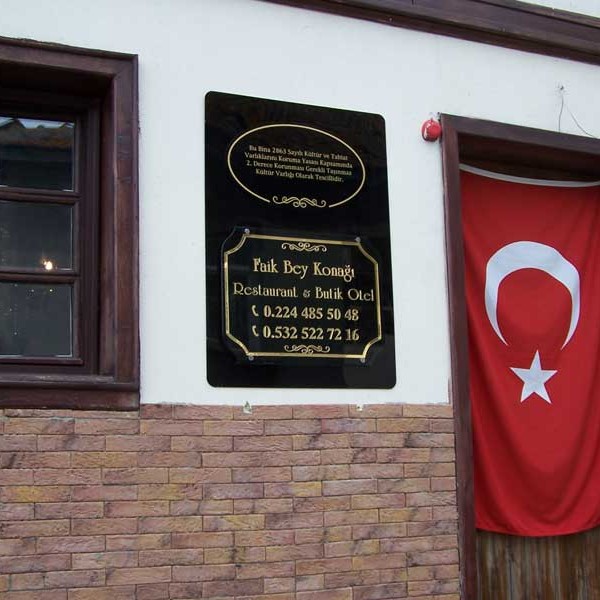 Bu Bina 2863 Sayılı Kültür ve Tabiat
Varlıklarını Koruma Yasası Kapsamında
2. Derece Korunması Gerekli Taşınmaz
Kültür Varlığı Olarak Tescillidir.
Faik Bey Konağı
Restaurant & Butik Otel
0.224 485 50 48
0.532 522 72 16